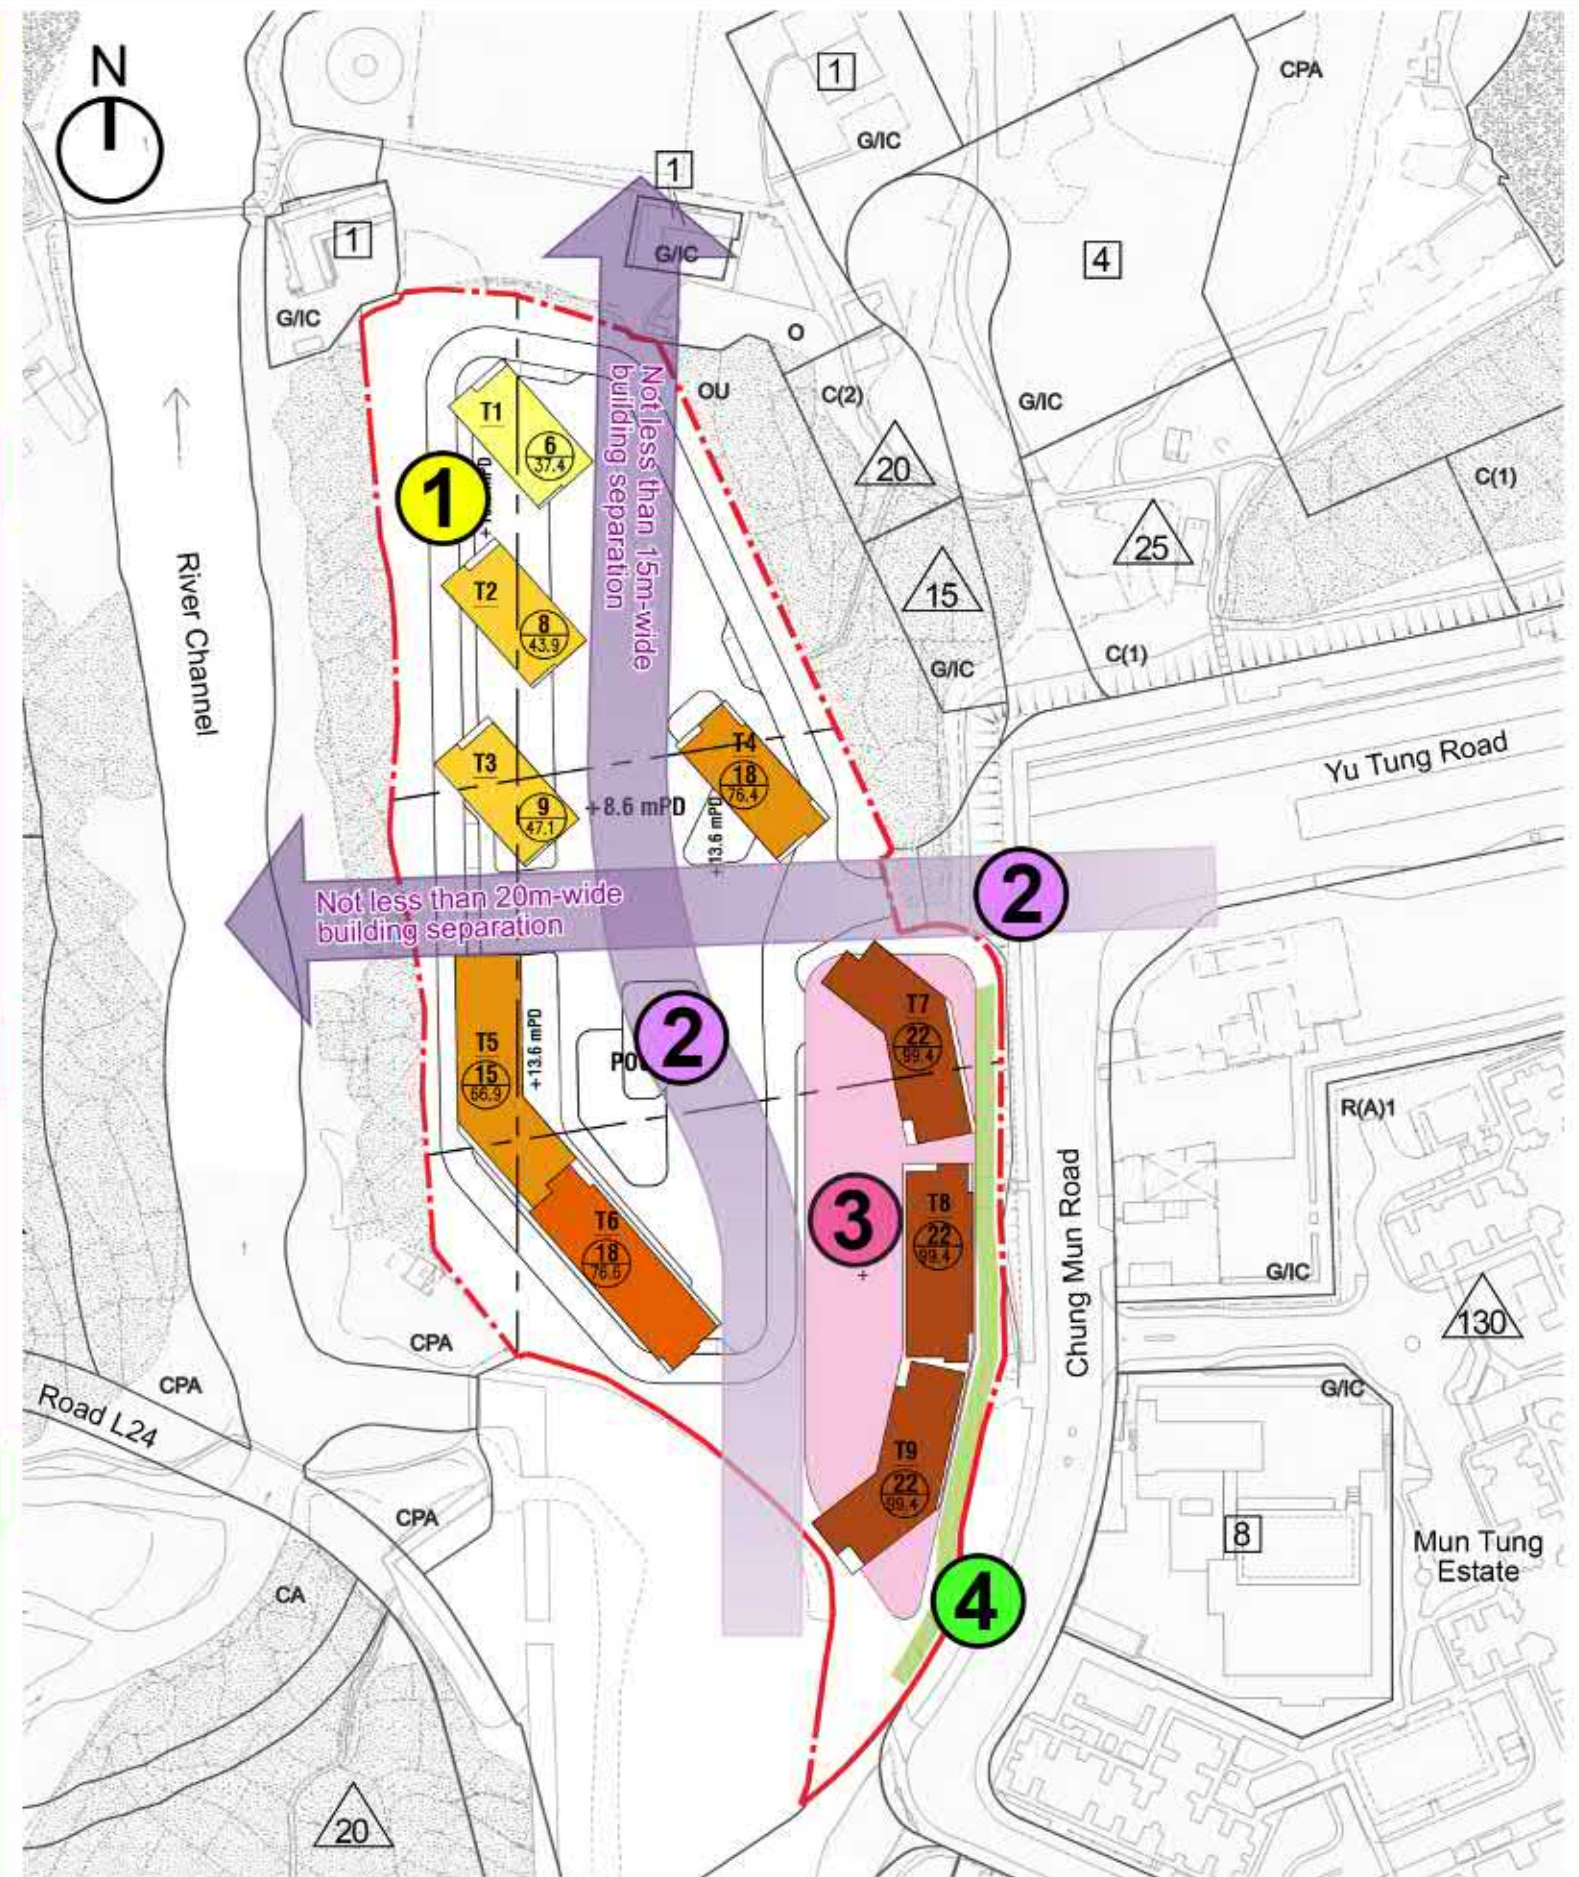 N
1
CPA
G/IC
1
1
G/IC
G/IC
4
O
OU
C(2)
G/IC
20
C(1)
25
15
G/IC
C(1)
Yu Tung Road
River Channel
T1
6
37.4
1
T2
8
43.9
T3
9
47.1
T4
18
76.4
+8.6 mPD
+13.6 mPD
Not less than 15m-wide
building separation
Not less than 20m-wide
building separation
2
T5
15
66.9
+13.6 mPD
2
T7
22
99.4
T6
18
76.6
3
T8
22
99.4
T9
22
99.4
4
Chung Mun Road
R(A)1
G/IC
130
G/IC
8
Mun Tung
Estate
CPA
CPA
Road L24
CPA
CA
20